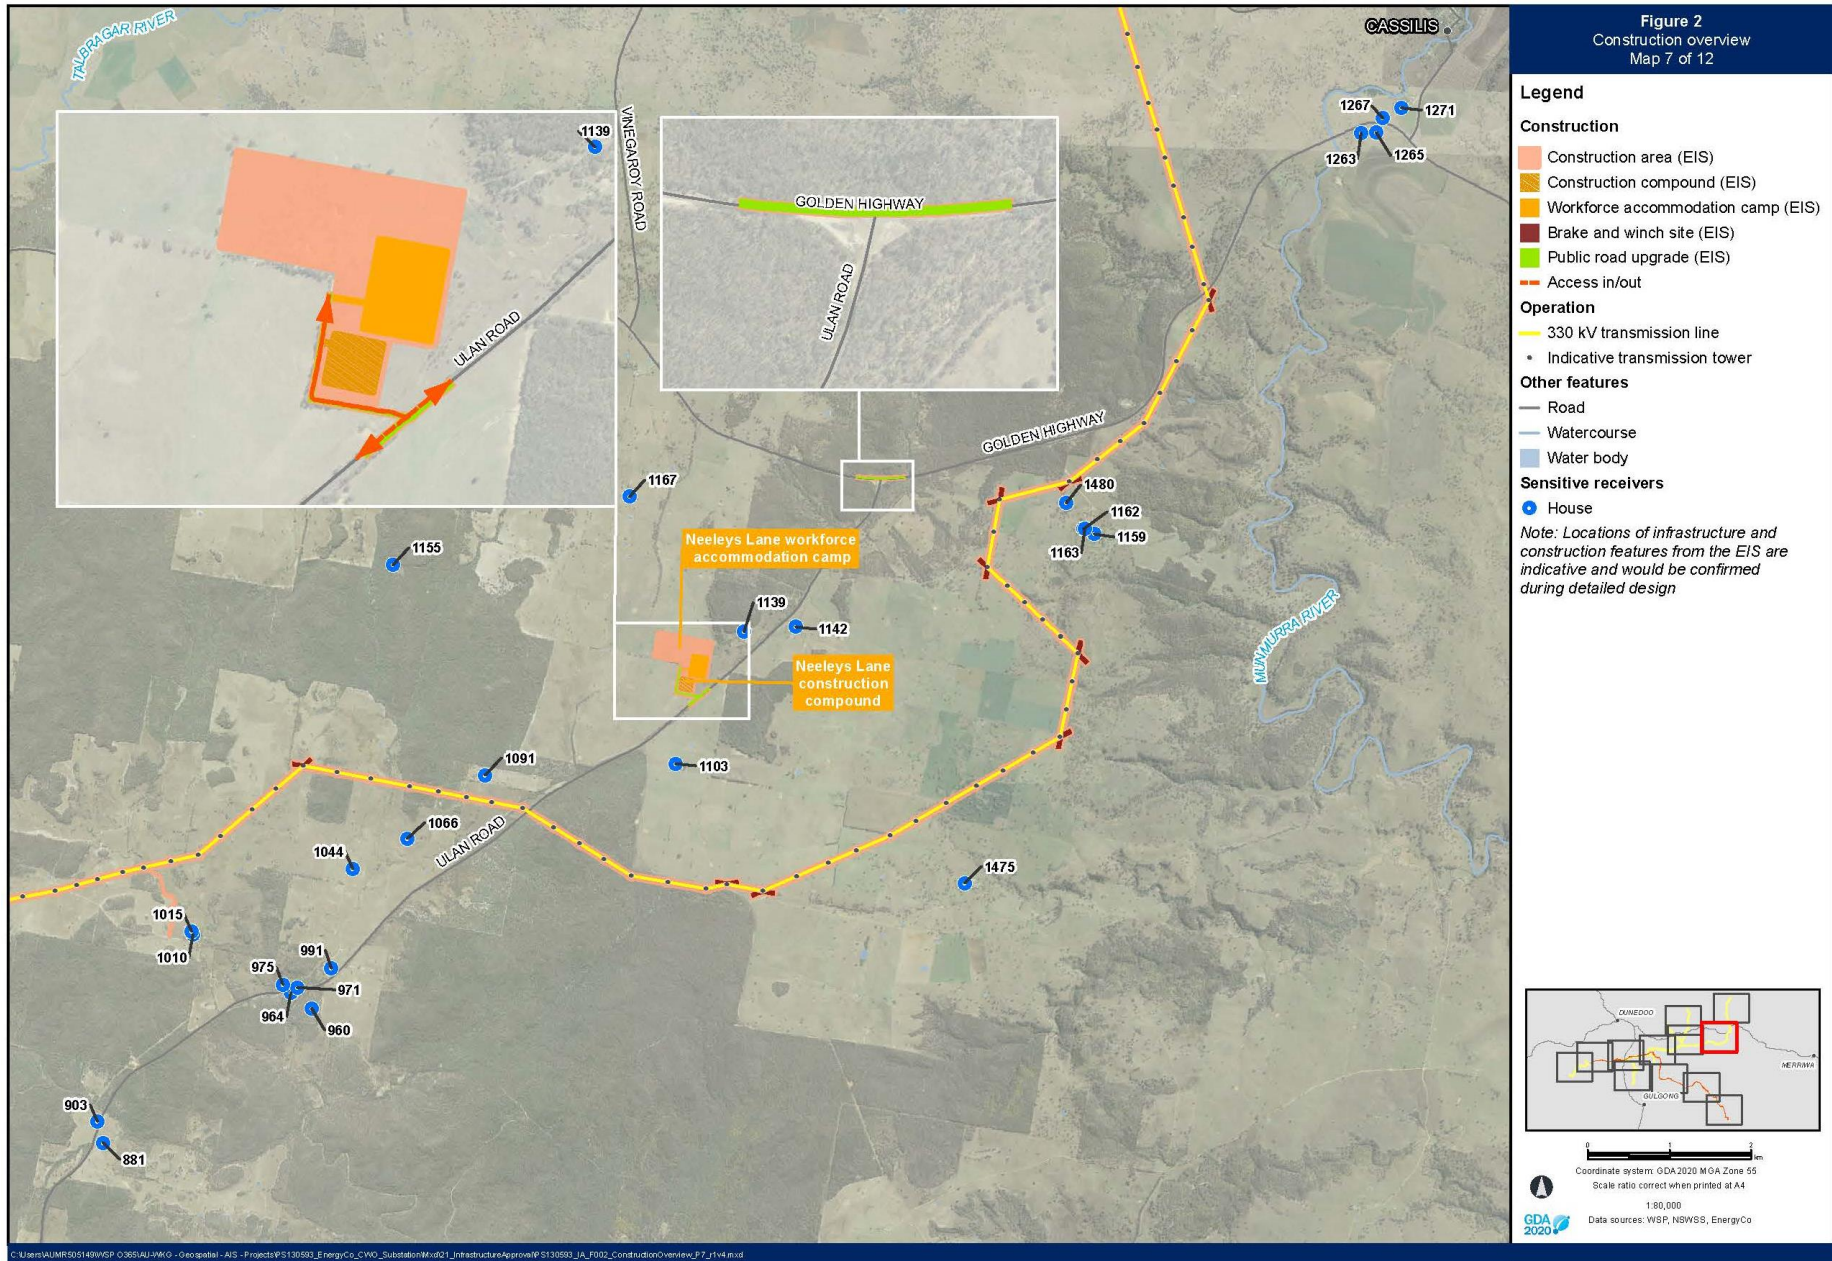 Figure 2
Construction overview
Map 7 of 12
Legend
Construction
Construction area (EIS)
Construction compound (EIS)
Workforce accommodation camp (EIS)
Brake and winch site (EIS)
Public road upgrade (EIS)
Access in/out
Operation
330 kV transmission line
Indicative transmission tower
Other features
Road
Watercourse
Water body
Sensitive receivers
House
Note: Locations of infrastructure and
construction features from the EIS are
indicative and would be confirmed
during detailed design
TALBRAGAR RIVER
CASSILIS
1139
VINEGAROY ROAD
GOLDEN HIGHWAY
ULAN ROAD
ULAN ROAD
1267
1271
1263
1265
GOLDEN HIGHWAY
1167
1480
1162
1159
1163
1155
Neeleys Lane workforce
accommodation camp
1139
1142
MUNMURRA RIVER
Neeleys Lane
construction
compound
1091
1103
1066
1044
ULAN ROAD
1475
1015
1010
991
975
971
964
960
903
881
DUNEDOO
MERRIWA
GULGONG
0 1 2
km
Coordinate system: GDA2020 MGA Zone 55
Scale ratio correct when printed at A4
1:80,000
Data sources: WSP, NSWSS, EnergyCo
GDA
2020